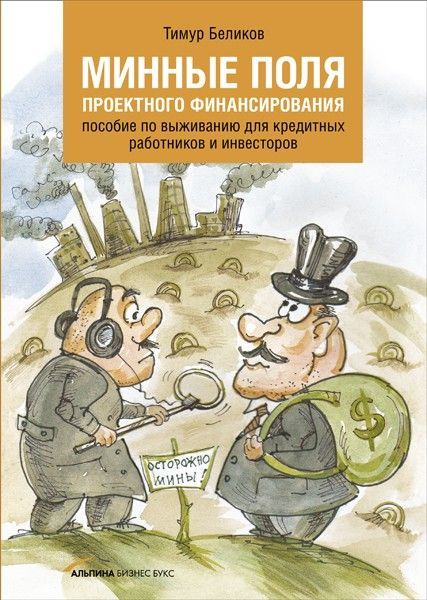 Тимур Беликов
МИННЫЕ ПОЛЯ
ПРОЕКТНОГО ФИНАНСИРОВАНИЯ
пособие по выживанию для кредитных
работников и инвесторов
$
ОСТОРОЖНО
МИНЫ!
АЛЬПИНА БИЗНЕС БУКС